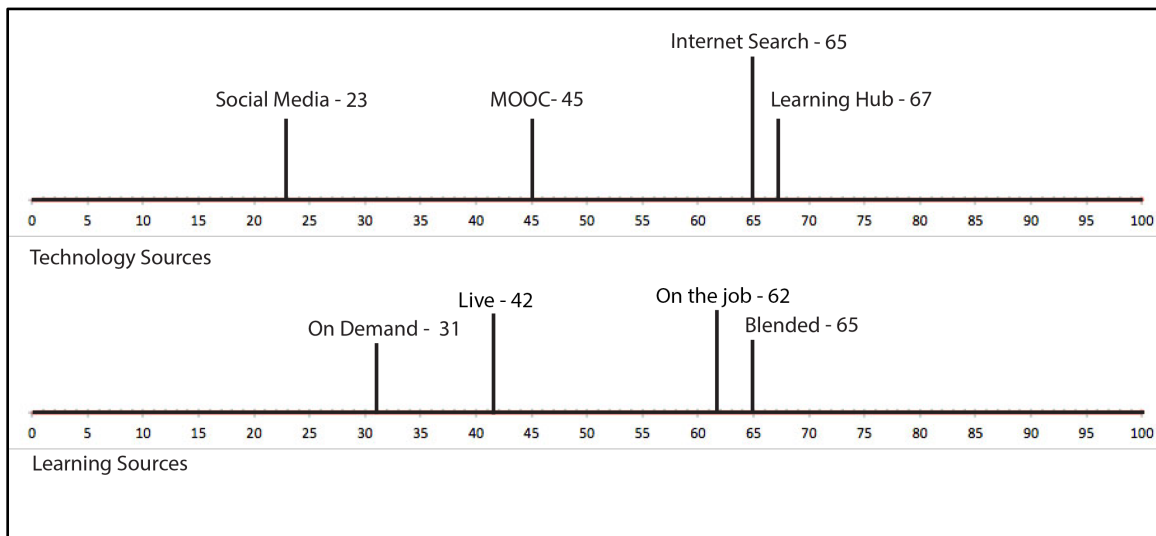 Internet Search - 65
Social Media - 23 MOOC- 45 Learning Hub - 67
0 5 10 15 20 25 30 35 40 45 50 55 60 65 70 75 80 85 90 95 100
Technology Sources
On the job - 62
Live - 42
Blended - 65
On Demand -  31
0 5 10 15 20 25 30 35 40 45 50 55 60 65 70 75 80 85 90 95 100
Learning Sources